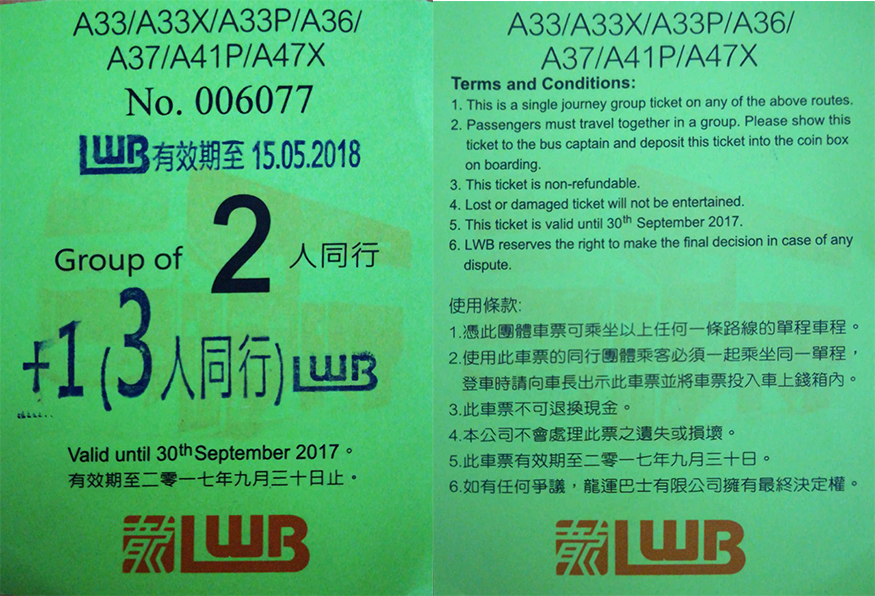 A33/A33X/A33P/A36/
A37/A41P/A47X
No. 006077
LWB 有效期至 15.05.2018
Group of 2 人同行
+1 (3人同行) LWB
Valid until 30th September 2017。
有效期至二零一七年九月三十日止。
龍 LWB
A33/A33X/A33P/A36/
A37/A41P/A47X
Terms and Conditions:
1. This is a single journey group ticket on any of the above routes.
2. Passengers must travel together in a group. Please show this
ticket to the bus captain and deposit this ticket into the coin box
on boarding.
3. This ticket is non-refundable.
4. Lost or damaged ticket will not be entertained.
5. This ticket is valid until 30th September 2017.
6. LWB reserves the right to make the final decision in case of any
dispute.
使用條款:
1.憑此團體車票可乘坐以上任何一條路線的單程車程。
2.使用此車票的同行團體乘客必須一起乘坐同一單程，
登車時請向車長出示此車票並將車票投入車上錢箱內。
3.此車票不可退換現金。
4.本公司不會處理此票之遺失或損壞。
5.此車票有效期至二零一七年九月三十日。
6.如有任何爭議，龍運巴士有限公司擁有最終決定權。
龍 LWB